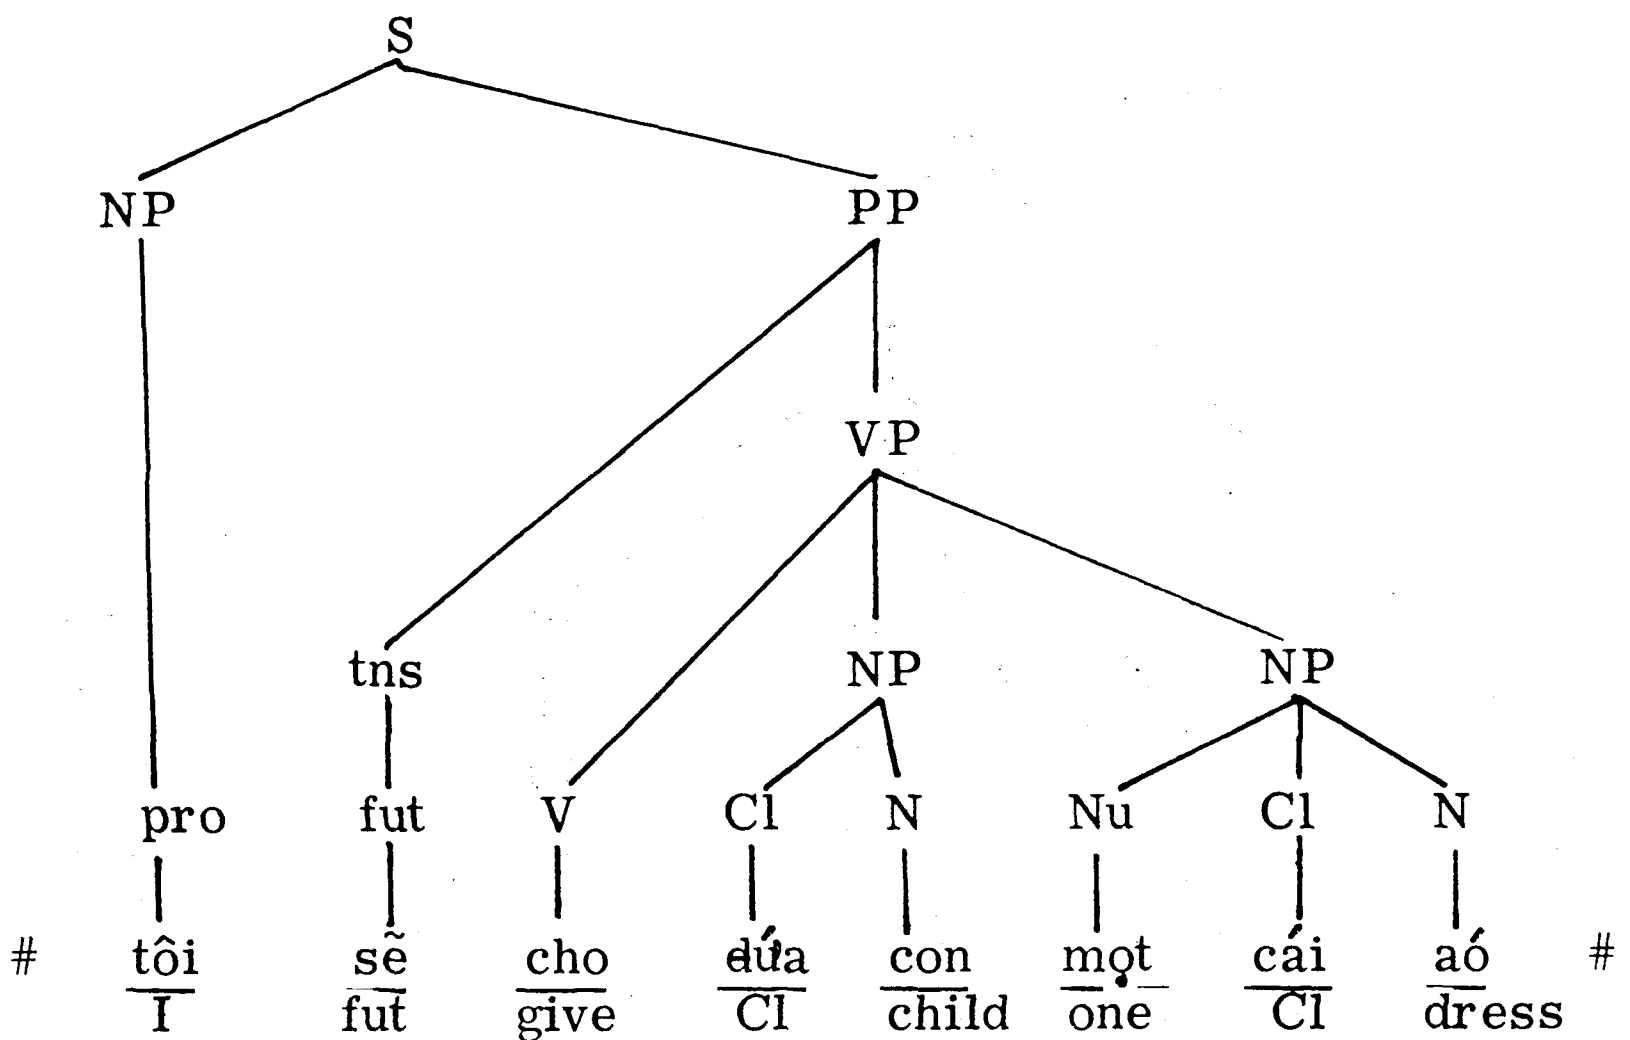 S
NP PP
VP
tns NP NP
pro fut V Cl N Nu Cl N
# tôi sẽ cho đứa con mọt cái aó #
I fut give Cl child one Cl dress